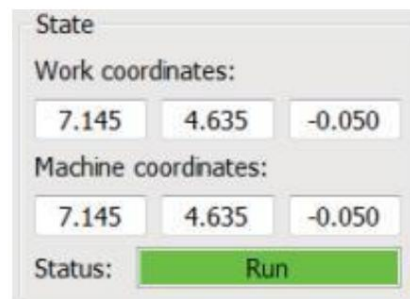 State
Work coordinates:
7.145 4.635 -0.050
Machine coordinates:
7.145 4.635 -0.050
Status: Run